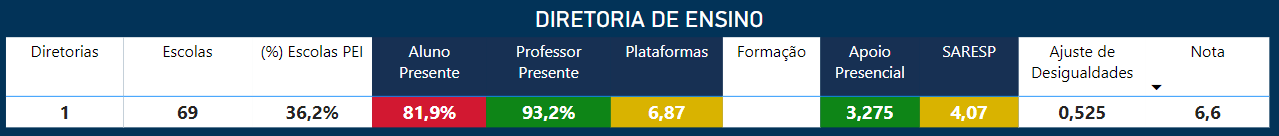 DIRETORIA DE ENSINO
Diretorias Escolas (%) Escolas PEI Aluno Presente Professor Presente Plataformas Formação Apoio Presencial SARESP Ajuste de Desigualdades Nota
1 69 36,2% 81,9% 93,2% 6,87 3,275 4,07 0,525 6,6